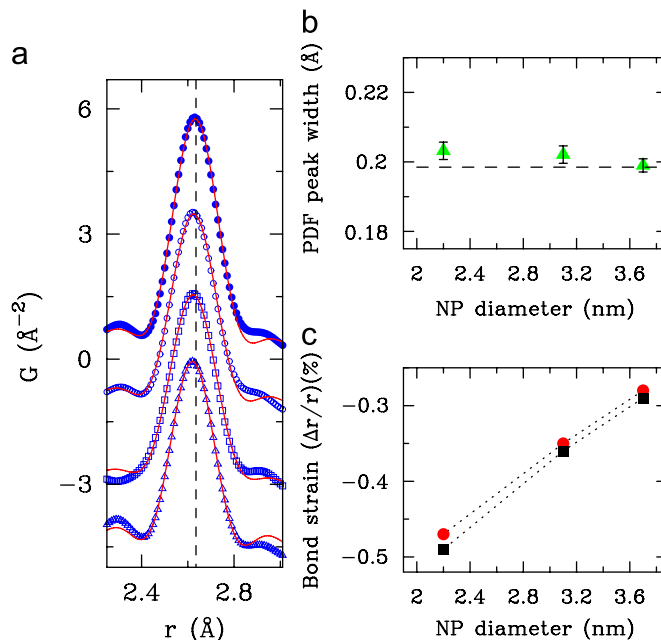 a
6
3
0
−3
G (Å⁻²)
2.4
2.8
r (Å)
b
PDF peak width (Å)
0.22
0.2
0.18
2
2.4
2.8
3.2
3.6
NP diameter (nm)
c
Bond strain (Δr/r)(%)
−0.3
−0.4
−0.5
2
2.4
2.8
3.2
3.6
NP diameter (nm)